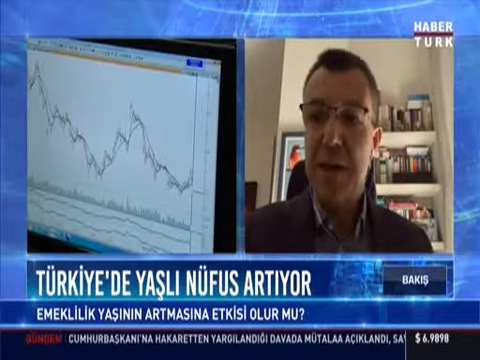 HABER
TÜRK
TÜRKİYE'DE YAŞLI NÜFUS ARTIYOR
BAKIŞ
EMEKLİLİK YAŞININ ARTMASINA ETKİSİ OLUR MU?
GÜNDEM CUMHURBAŞKANI'NA HAKARETTEN YARGILANDIĞI DAVADA MÜTALAA AÇIKLANDI, SAV $ 6.9898